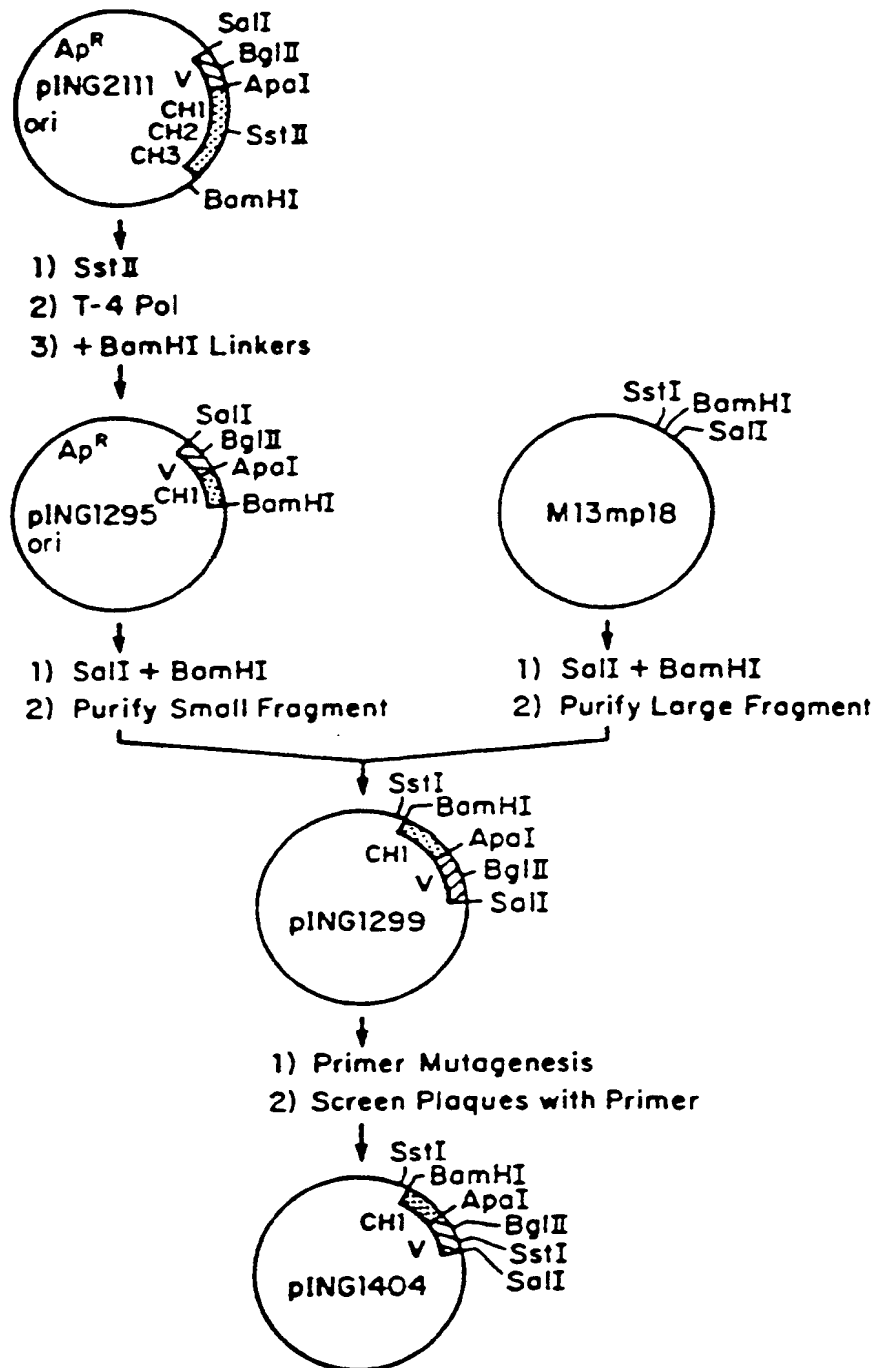 SalI
BglII
ApaI
SstII
BamHI
Ap^R
pING2111
ori
V
CH1
CH2
CH3
1) SstII
2) T-4 Pol
3) + BamHI Linkers
SalI
BglII
ApaI
BamHI
Ap^R
V
CH1
pING1295
ori
SstI
BamHI
SalI
M13mp18
1) SalI + BamHI
2) Purify Small Fragment
1) SalI + BamHI
2) Purify Large Fragment
SstI
BamHI
ApaI
BglII
SalI
CH1
V
pING1299
1) Primer Mutagenesis
2) Screen Plaques with Primer
SstI
BamHI
ApaI
BglII
SstI
SalI
CH1
V
pING1404